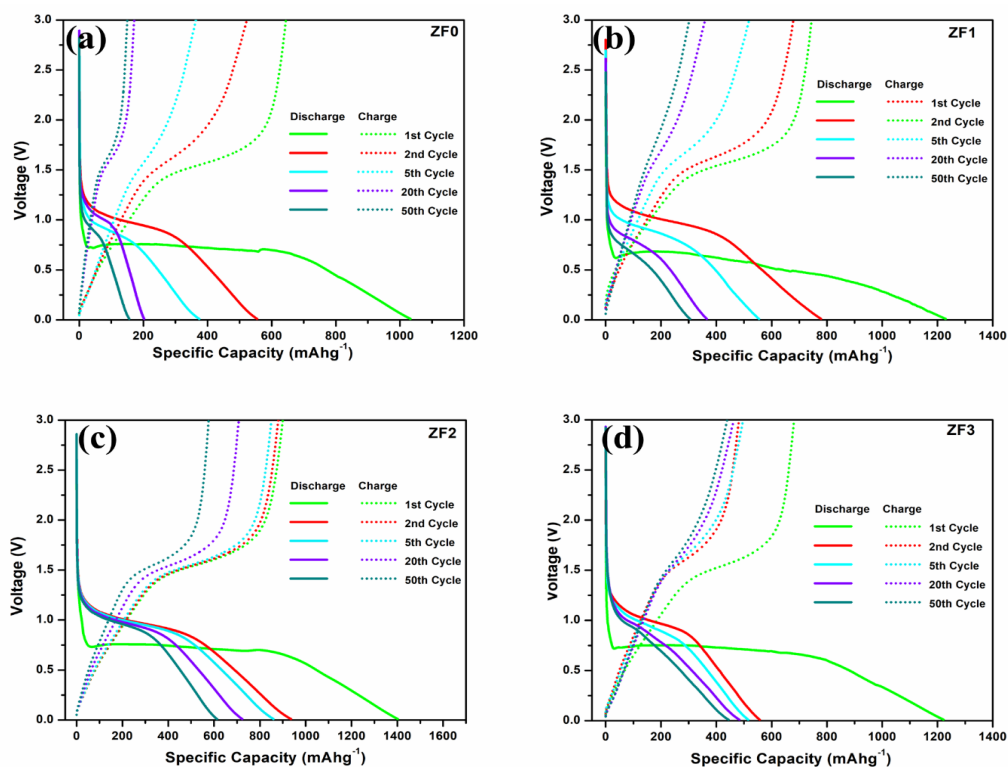 (a)
ZF0
3.0
2.5
2.0
1.5
1.0
0.5
0.0
Voltage (V)
Discharge Charge
1st Cycle
2nd Cycle
5th Cycle
20th Cycle
50th Cycle
0 200 400 600 800 1000 1200
Specific Capacity (mAhg-1)
(b)
ZF1
3.0
2.5
2.0
1.5
1.0
0.5
0.0
Voltage (V)
Discharge Charge
1st Cycle
2nd Cycle
5th Cycle
20th Cycle
50th Cycle
0 200 400 600 800 1000 1200 1400
Specific Capacity (mAhg-1)
(c)
ZF2
3.0
2.5
2.0
1.5
1.0
0.5
0.0
Voltage (V)
Discharge Charge
1st Cycle
2nd Cycle
5th Cycle
20th Cycle
50th Cycle
0 200 400 600 800 1000 1200 1400 1600
Specific Capacity (mAhg-1)
(d)
ZF3
3.0
2.5
2.0
1.5
1.0
0.5
0.0
Voltage (V)
Discharge Charge
1st Cycle
2nd Cycle
5th Cycle
20th Cycle
50th Cycle
0 200 400 600 800 1000 1200 1400
Specific Capacity (mAhg-1)